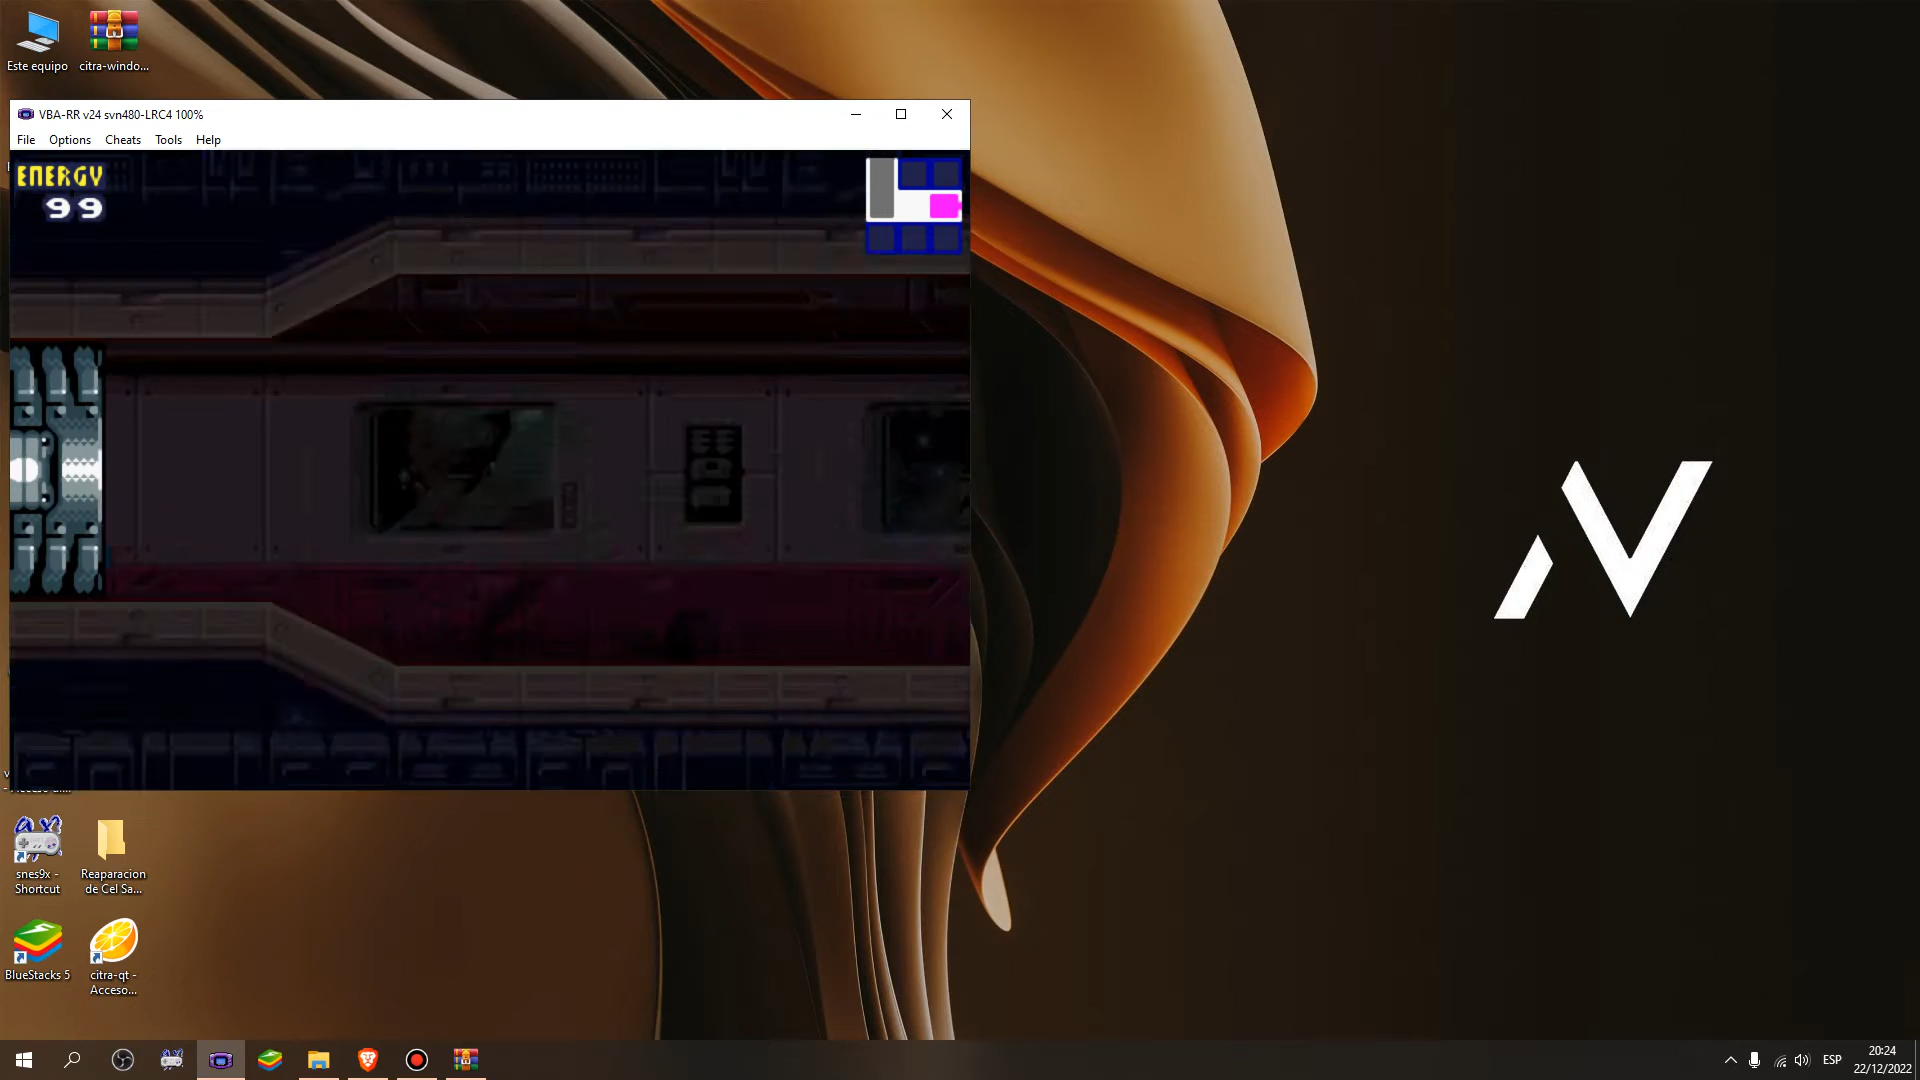 Este equipo
citra-windo...
VBA-RR v24 svn480-LRC4 100%
File Options Cheats Tools Help
ENERGY
99
snes9x -
Shortcut
Reaparacion
de Cel Sa...
BlueStacks 5
citra-qt -
Acceso...
ESP
20:24
22/12/2022